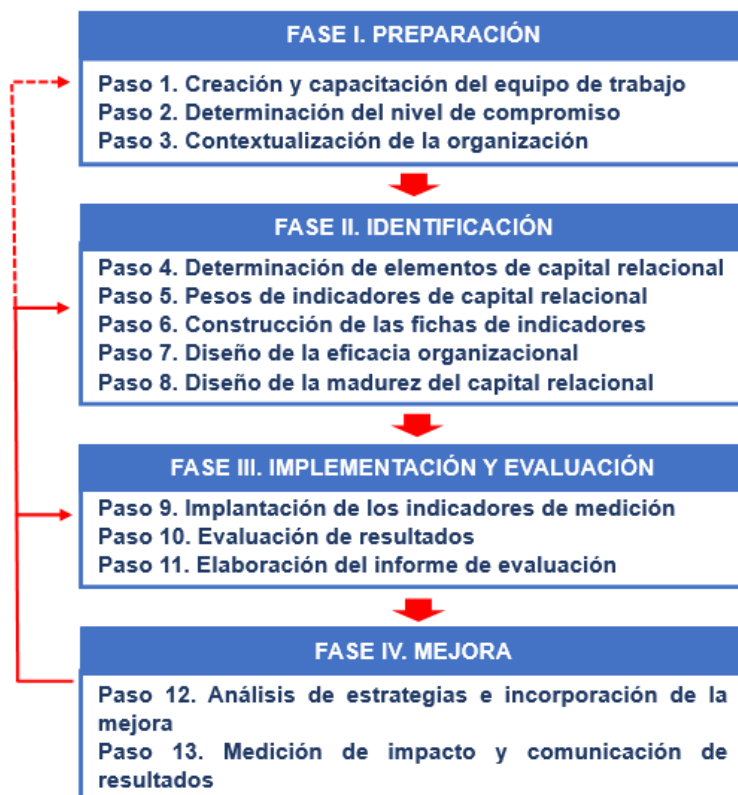 FASE I. PREPARACIÓN
Paso 1. Creación y capacitación del equipo de trabajo
Paso 2. Determinación del nivel de compromiso
Paso 3. Contextualización de la organización
FASE II. IDENTIFICACIÓN
Paso 4. Determinación de elementos de capital relacional
Paso 5. Pesos de indicadores de capital relacional
Paso 6. Construcción de las fichas de indicadores
Paso 7. Diseño de la eficacia organizacional
Paso 8. Diseño de la madurez del capital relacional
FASE III. IMPLEMENTACIÓN Y EVALUACIÓN
Paso 9. Implantación de los indicadores de medición
Paso 10. Evaluación de resultados
Paso 11. Elaboración del informe de evaluación
FASE IV. MEJORA
Paso 12. Análisis de estrategias e incorporación de la
mejora
Paso 13. Medición de impacto y comunicación de
resultados